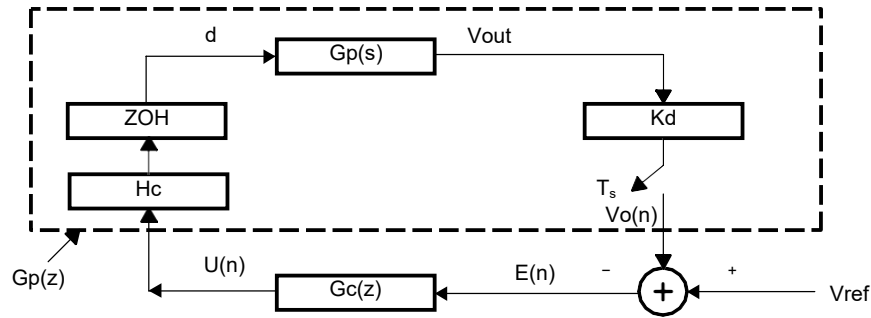 d
Gp(s)
Vout
ZOH
Kd
Hc
Ts
Vo(n)
Gp(z)
U(n)
Gc(z)
E(n)
−
+
+
Vref